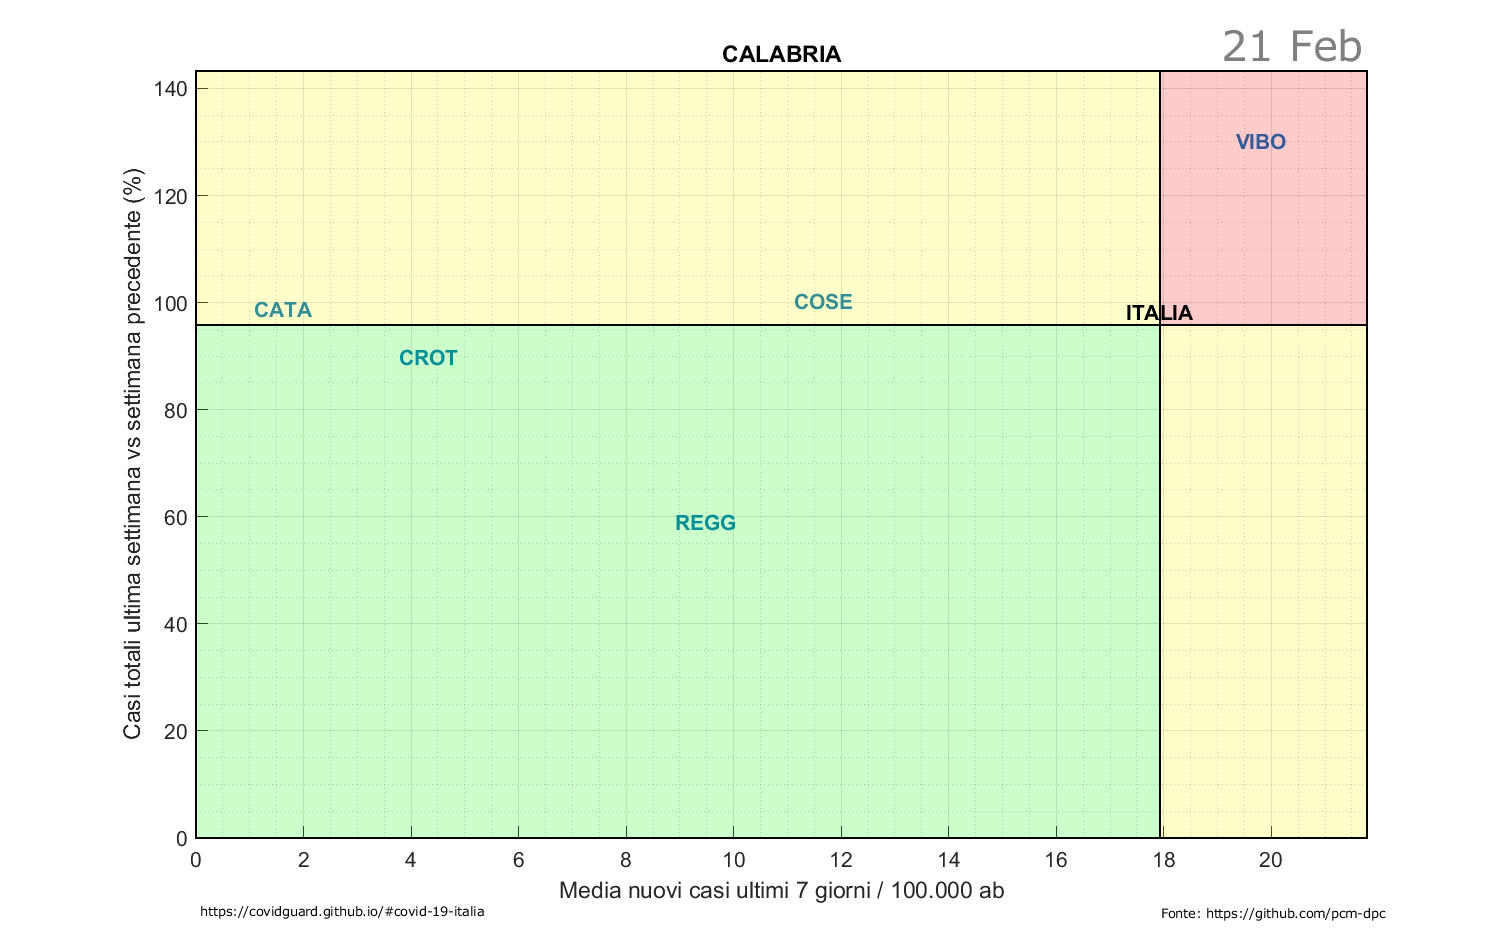 21 Feb
CALABRIA
Casi totali ultima settimana vs settimana precedente (%)
140
120
100
80
60
40
20
0
VIBO
COSE
CATA
ITALIA
CROT
REGG
0 2 4 6 8 10 12 14 16 18 20
Media nuovi casi ultimi 7 giorni / 100.000 ab
https://covidguard.github.io/#covid-19-italia
Fonte: https://github.com/pcm-dpc